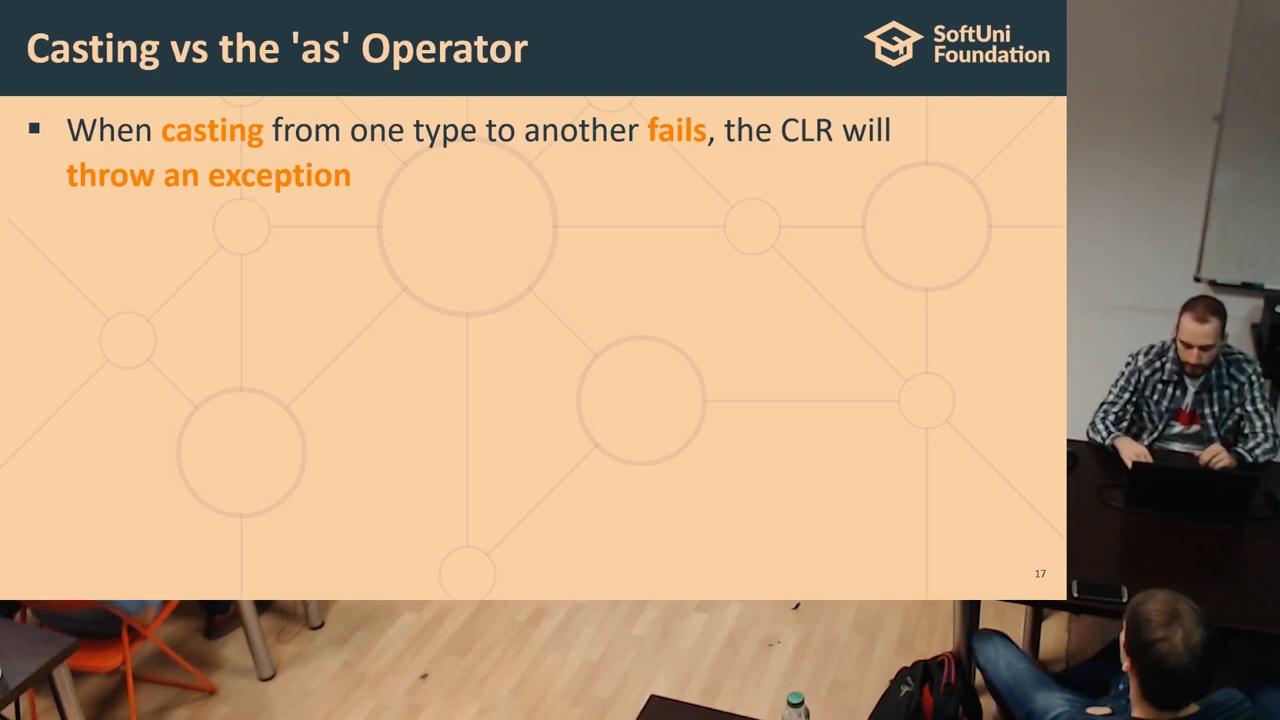 Casting vs the 'as' Operator
SoftUni
Foundation
▪ When casting from one type to another fails, the CLR will
throw an exception
17